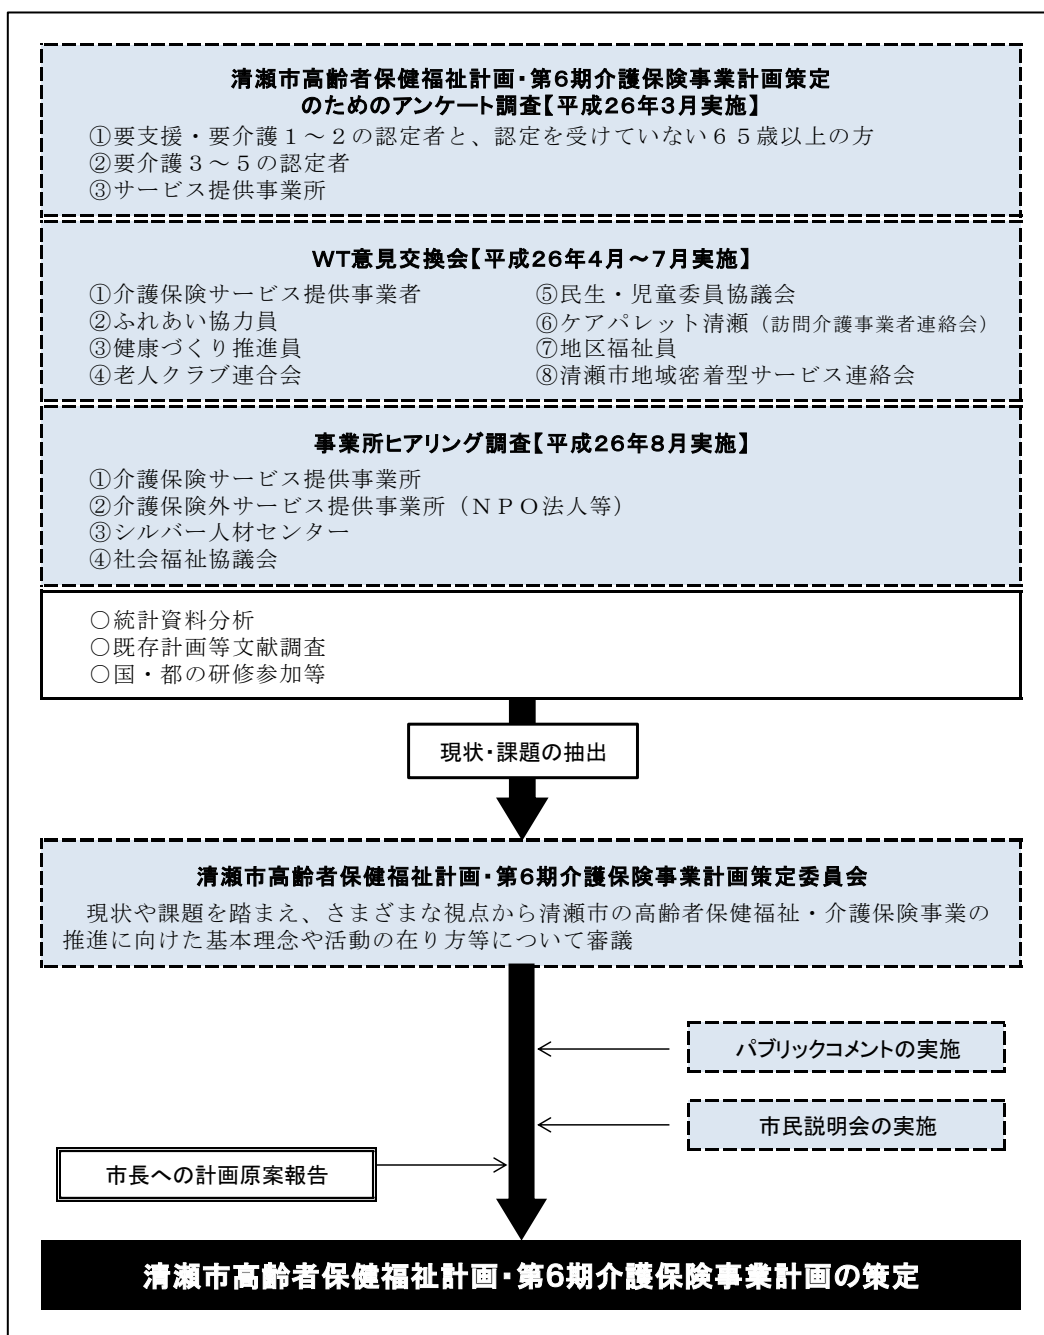 清瀬市高齢者保健福祉計画・第6期介護保険事業計画策定
のためのアンケート調査【平成26年3月実施】
①要支援・要介護１～２の認定者と、認定を受けていない６５歳以上の方
②要介護３～５の認定者
③サービス提供事業所
WT意見交換会【平成26年4月～7月実施】
①介護保険サービス提供事業者
②ふれあい協力員
③健康づくり推進員
④老人クラブ連合会
⑤民生・児童委員協議会
⑥ケアパレット清瀬（訪問介護事業者連絡会）
⑦地区福祉員
⑧清瀬市地域密着型サービス連絡会
事業所ヒアリング調査【平成26年8月実施】
①介護保険サービス提供事業所
②介護保険外サービス提供事業所（ＮＰＯ法人等）
③シルバー人材センター
④社会福祉協議会
○統計資料分析
○既存計画等文献調査
○国・都の研修参加等
現状・課題の抽出
清瀬市高齢者保健福祉計画・第6期介護保険事業計画策定委員会
現状や課題を踏まえ、さまざまな視点から清瀬市の高齢者保健福祉・介護保険事業の
推進に向けた基本理念や活動の在り方等について審議
パブリックコメントの実施
市民説明会の実施
市長への計画原案報告
清瀬市高齢者保健福祉計画・第6期介護保険事業計画の策定